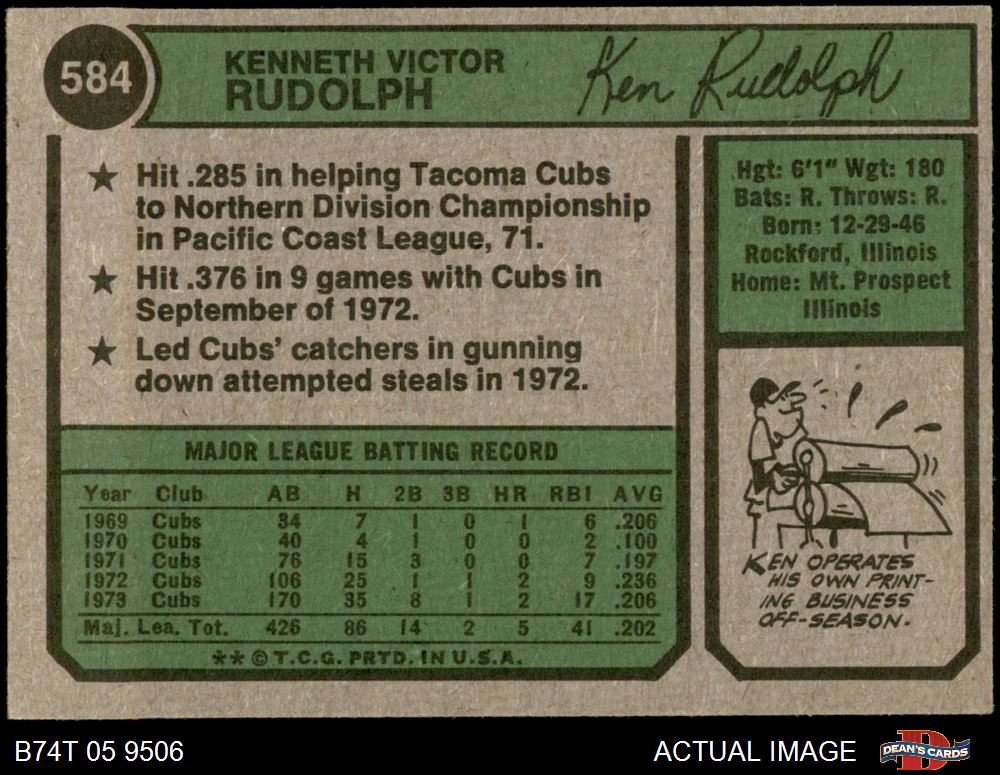 584
KENNETH VICTOR
RUDOLPH
Ken Rudolph
★ Hit .285 in helping Tacoma Cubs
to Northern Division Championship
in Pacific Coast League, 71.
★ Hit .376 in 9 games with Cubs in
September of 1972.
★ Led Cubs' catchers in gunning
down attempted steals in 1972.
Hgt: 6'1" Wgt: 180
Bats: R. Throws: R.
Born: 12-29-46
Rockford, Illinois
Home: Mt. Prospect
Illinois
MAJOR LEAGUE BATTING RECORD
Year Club AB H 2B 3B HR RBI AVG
1969 Cubs 34 7 1 0 1 6 .206
1970 Cubs 40 4 1 0 0 2 .100
1971 Cubs 76 15 3 0 0 7 .197
1972 Cubs 106 25 1 1 2 9 .236
1973 Cubs 170 35 8 1 2 17 .206
Maj. Lea. Tot. 426 86 14 2 5 41 .202
** © T.C.G. PRTD. IN U.S.A.
KEN OPERATES
HIS OWN PRINT-
ING BUSINESS
OFF-SEASON.
B74T 05 9506
ACTUAL IMAGE
DEAN'S CARDS